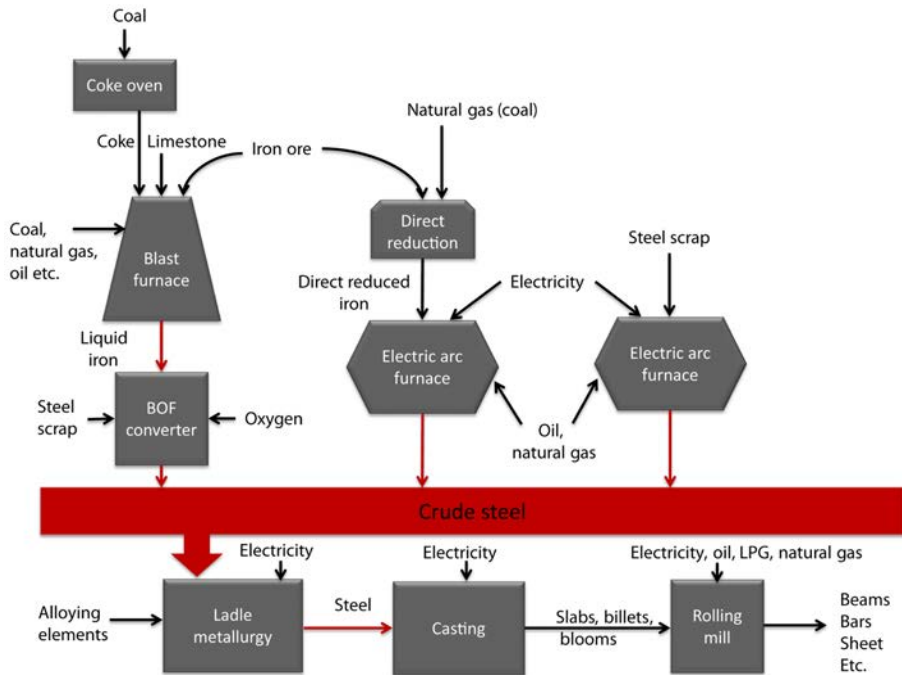 Coal
Coke oven
Natural gas (coal)
Coke
Limestone
Iron ore
Direct
reduction
Steel scrap
Coal,
natural gas,
oil etc.
Blast
furnace
Direct reduced
iron
Electricity
Liquid
iron
Electric arc
furnace
Electric arc
furnace
Steel
scrap
BOF
converter
Oxygen
Oil,
natural gas
Crude steel
Electricity
Electricity
Electricity, oil, LPG, natural gas
Alloying
elements
Ladle
metallurgy
Steel
Casting
Slabs, billets,
blooms
Rolling
mill
Beams
Bars
Sheet
Etc.